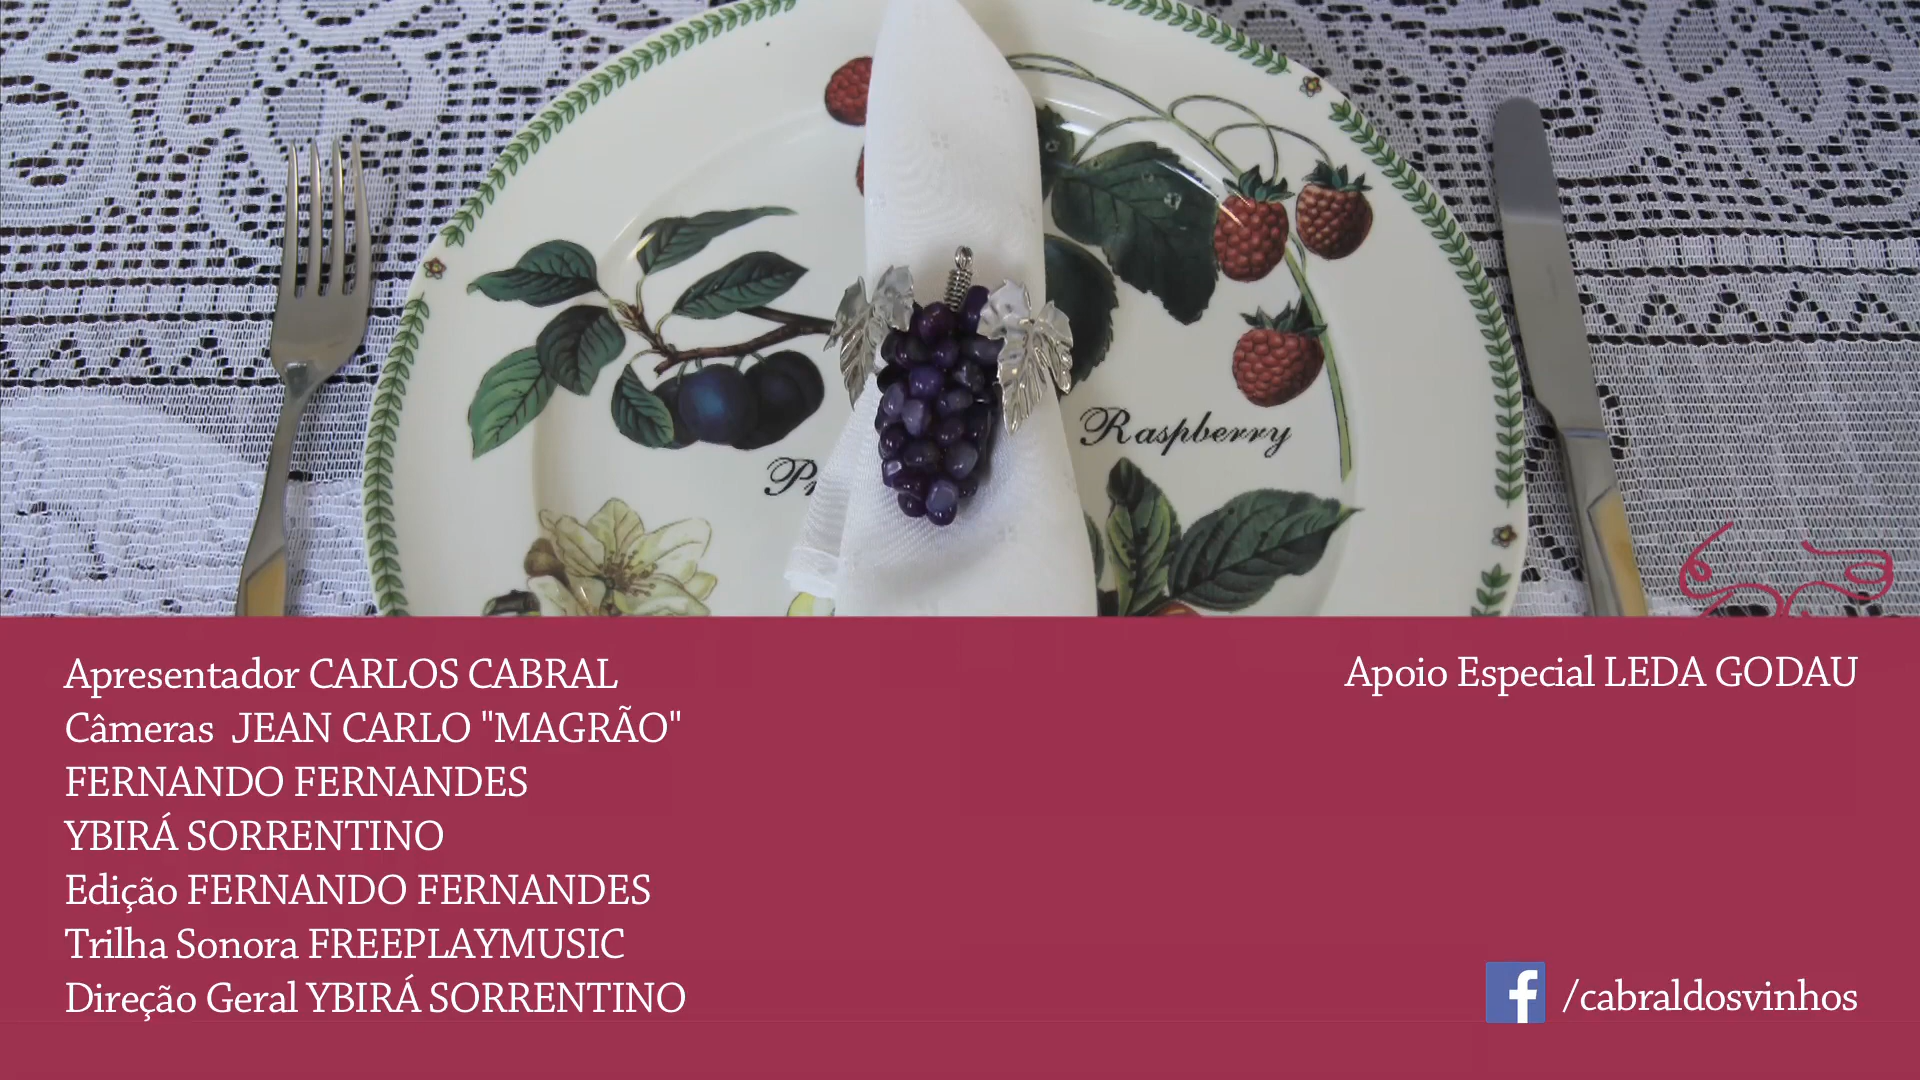 Raspberry
Apresentador CARLOS CABRAL
Câmeras JEAN CARLO "MAGRÃO"
FERNANDO FERNANDES
YBIRÁ SORRENTINO
Edição FERNANDO FERNANDES
Trilha Sonora FREEPLAYMUSIC
Direção Geral YBIRÁ SORRENTINO
Apoio Especial LEDA GODAU
/cabraldosvinhos